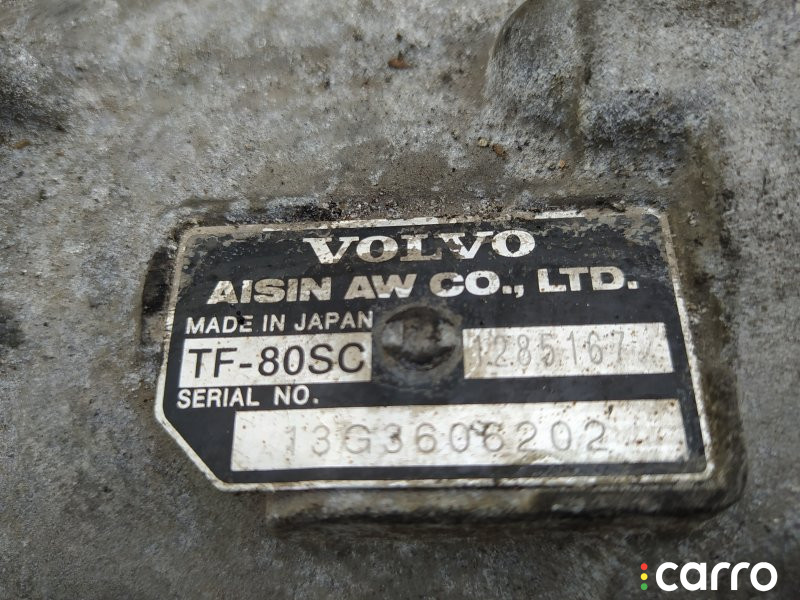 VOLVO
AISIN AW CO., LTD.
MADE IN JAPAN
TF-80SC 1285167
SERIAL NO.
13G3606202
carro